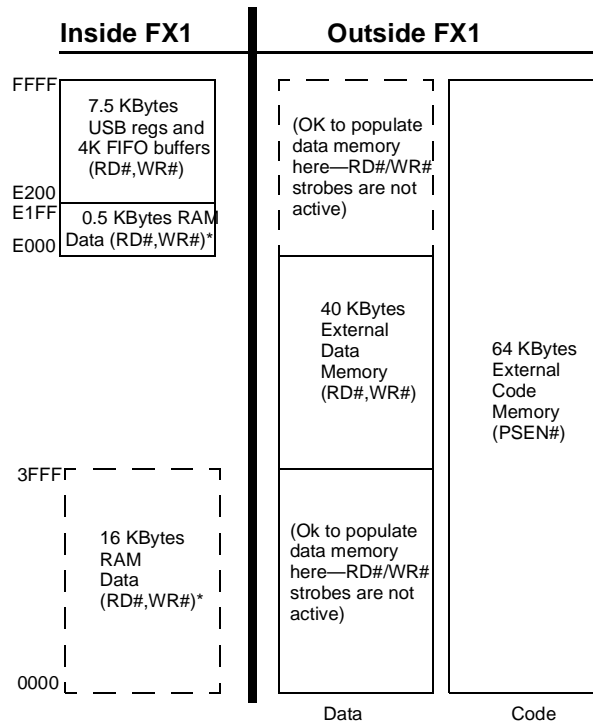 Inside FX1
Outside FX1
FFFF
7.5 KBytes
USB regs and
4K FIFO buffers
(RD#,WR#)
E200
E1FF
0.5 KBytes RAM
Data (RD#,WR#)*
E000
(OK to populate
data memory
here—RD#/WR#
strobes are not
active)
40 KBytes
External
Data
Memory
(RD#,WR#)
64 KBytes
External
Code
Memory
(PSEN#)
3FFF
16 KBytes
RAM
Data
(RD#,WR#)*
(Ok to populate
data memory
here—RD#/WR#
strobes are not
active)
0000
Data
Code